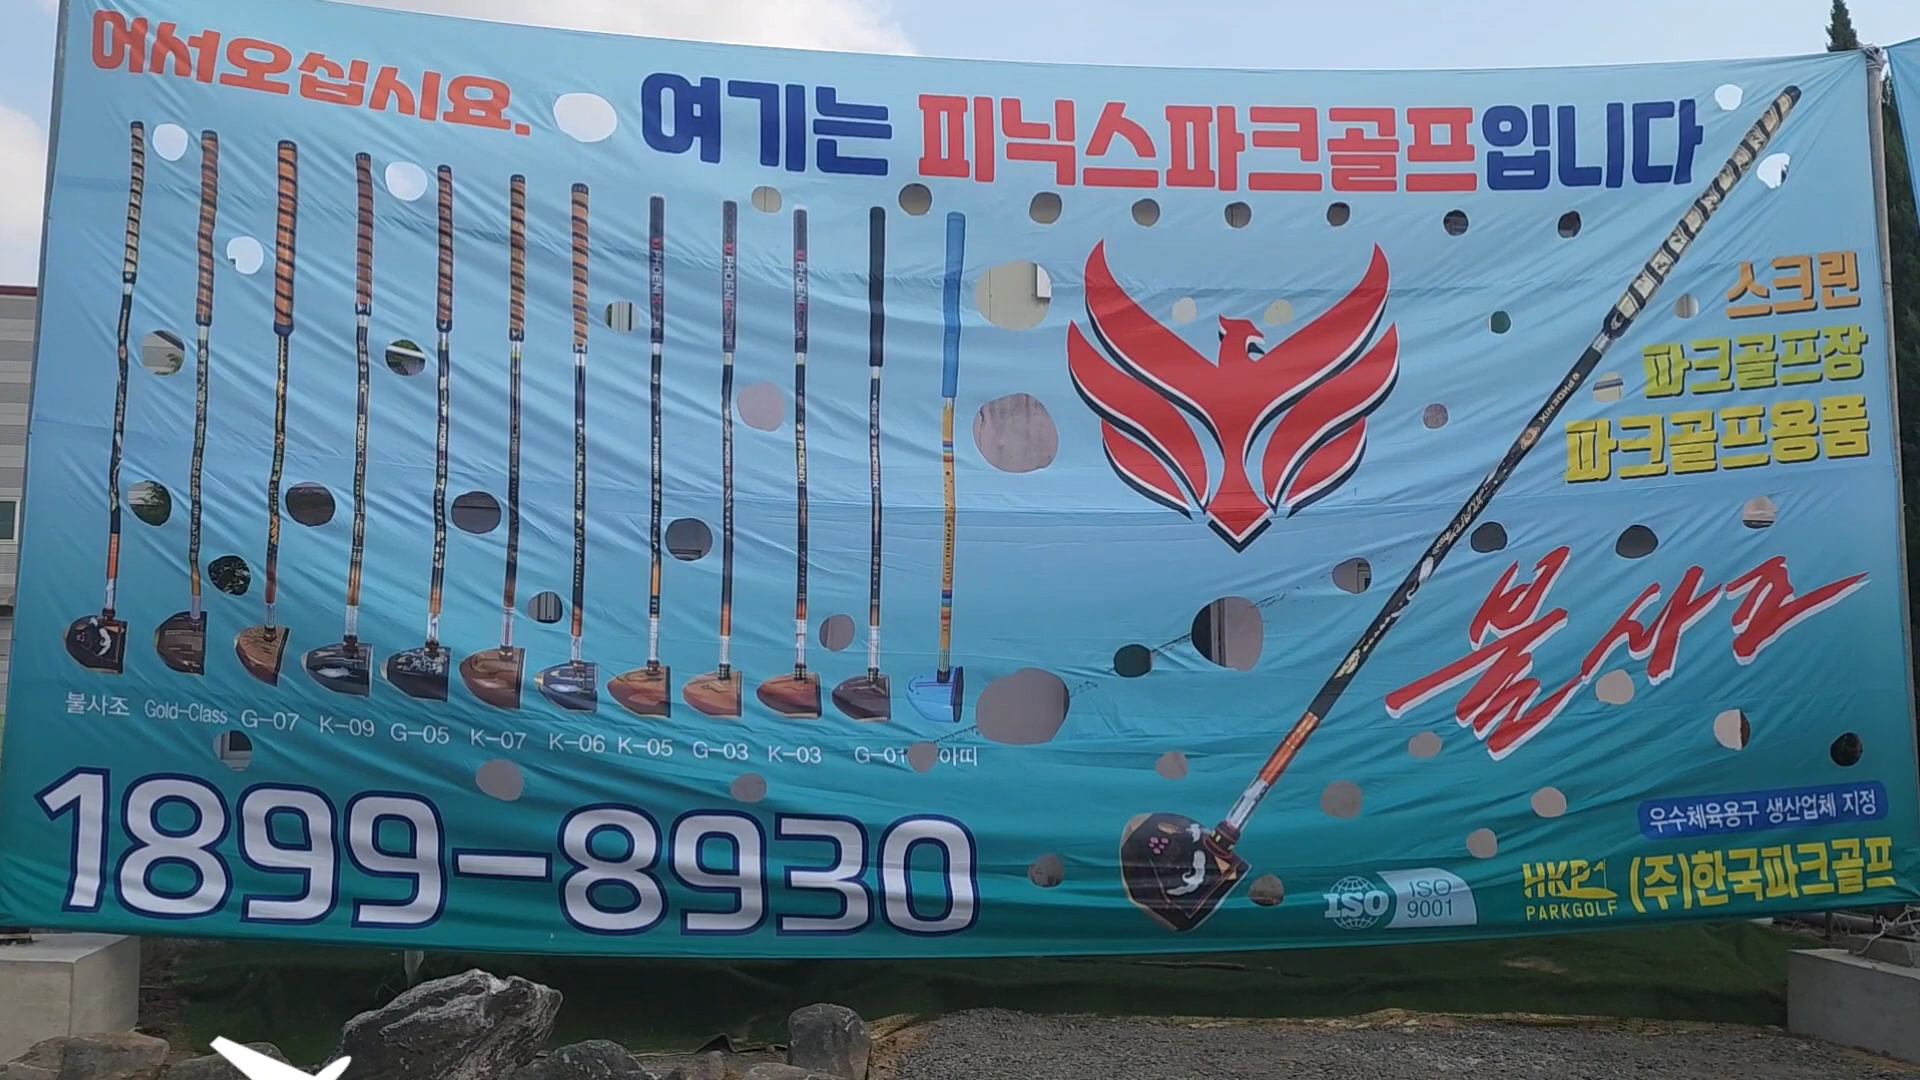 어서오십시요.
여기는 피닉스파크골프입니다
스크린
파크골프장
파크골프용품
불사조
불사조 Gold-Class G-07 K-09 G-05 K-07 K-06 K-05 G-03 K-03 G-01 아띠
1899-8930
우수체육용구 생산업체 지정
ISO ISO 9001
HKP PARKGOLF (주)한국파크골프
PHOENIX